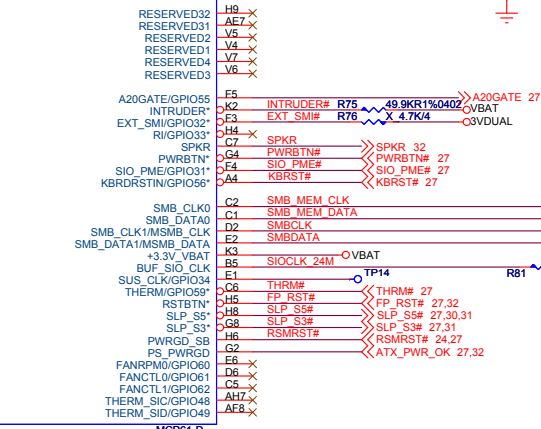 RESERVED32 H9
RESERVED31 AE7
RESERVED2 V5
RESERVED1 V4
RESERVED4 V7
RESERVED3 V6
A20GATE/GPIO55 F5 A20GATE 27
INTRUDER* K2 INTRUDER# R75 49.9KR1%0402 VBAT
EXT_SMI/GPIO32* F3 EXT_SMI# R76 X_4.7K/4 3VDUAL
RI/GPIO33* H4
SPKR C7 SPKR SPKR 32
PWRBTN* G4 PWRBTN# PWRBTN# 27
SIO_PME/GPIO31* F4 SIO_PME# SIO_PME# 27
KBRDRSTIN/GPIO56* A4 KBRST# KBRST# 27
SMB_CLK0 C2 SMB_MEM_CLK
SMB_DATA0 C1 SMB_MEM_DATA
SMB_CLK1/MSMB_CLK D2 SMBCLK
SMB_DATA1/MSMB_DATA E2 SMBDATA
+3.3V_VBAT K3 VBAT
BUF_SIO_CLK B5 SIOCLK_24M R81
SUS_CLK/GPIO34 E1 TP14
THERM/GPIO59* C6 THRM# THRM# 27
RSTBTN* H5 FP_RST# FP_RST# 27,32
SLP_S5* H8 SLP_S5# SLP_S5# 27,30,31
SLP_S3* G8 SLP_S3# SLP_S3# 27,31
PWRGD_SB H6 RSMRST# RSMRST# 24,27
PS_PWRGD G2 ATX_PWR_OK 27,32
FANRPM0/GPIO60 E6
FANCTL0/GPIO61 D6
FANCTL1/GPIO62 C5
THERM_SIC/GPIO48 AH7
THERM_SID/GPIO49 AF8
MCP61-D